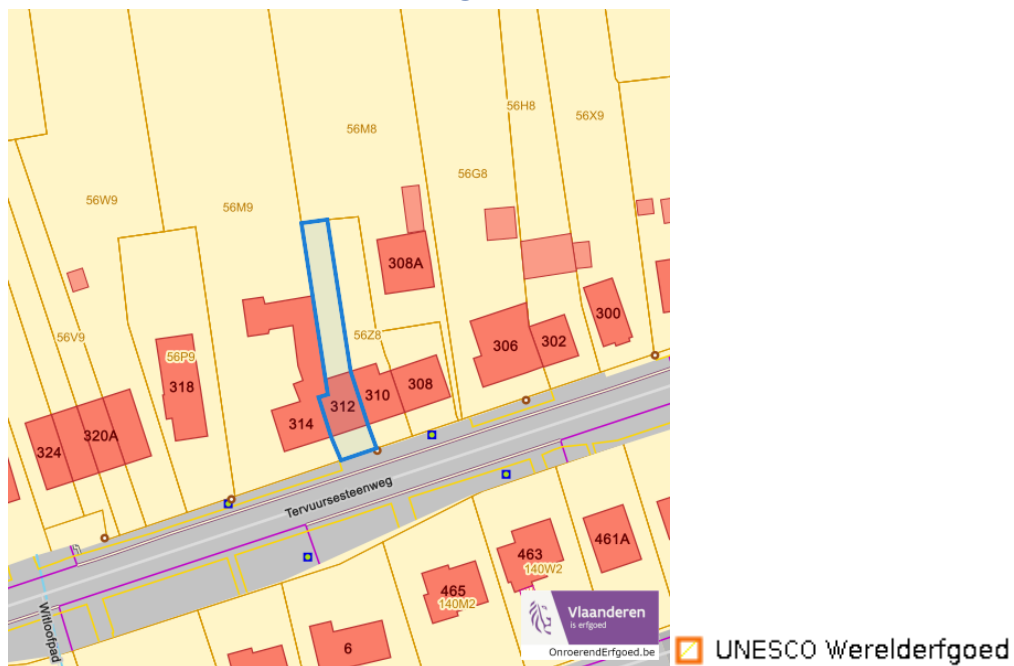 56H8
56X9
56M8
56G8
56W9
56M9
308A
300
56V9
56Z8
306
302
56P9
318
308
310
312
314
320A
324
Tervuursesteenweg
461A
463
140W2
465
140M2
Witloofpad
6
Vlaanderen
is erfgoed
OnroerendErfgoed.be
UNESCO Werelderfgoed